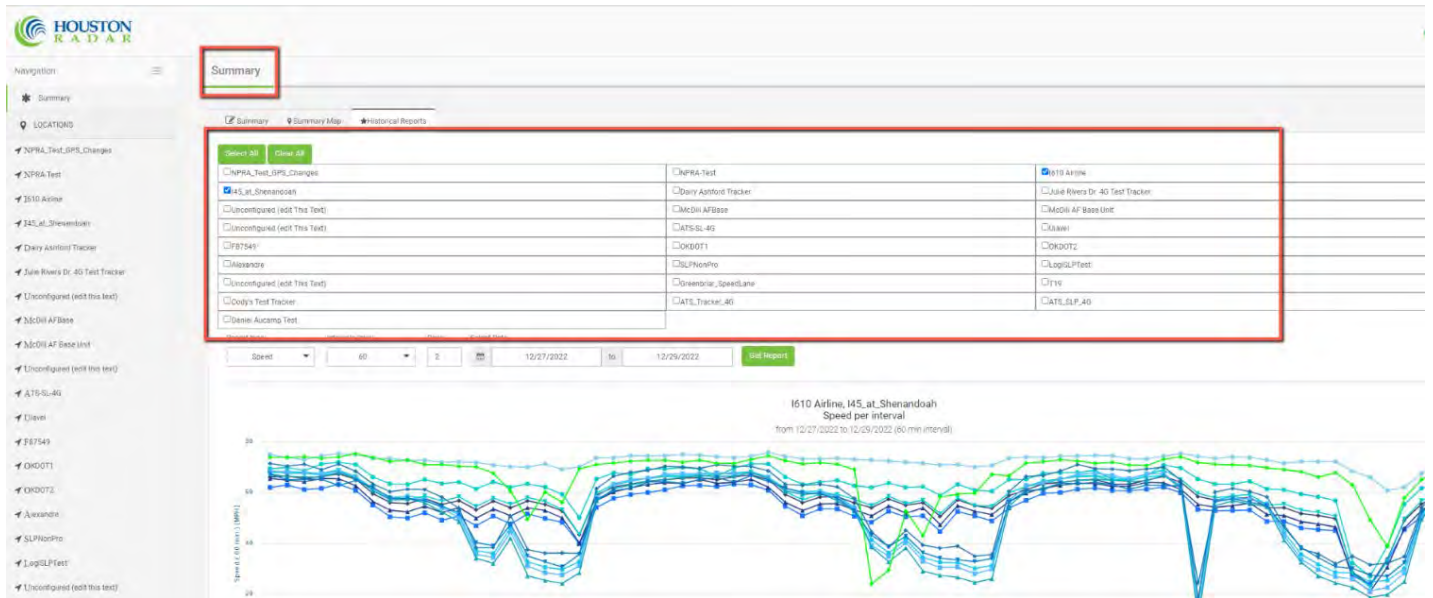 HOUSTON
RADAR
Navigation
Summary
LOCATIONS
NPRA_Test_GPS_Changes
NPRA-Test
I610 Airline
I45_at_Shenandoah
Dairy Ashford Tracker
Julie Rivers Dr. 4G Test Tracker
Unconfigured (edit this text)
McDill AFBase
McDill AF Base Unit
Unconfigured (edit this text)
ATS-SL-4G
F87549
OKDOT1
OKDOT2
Alexandre
SLPNonPro
LogiSLPTest
Unconfigured (edit this text)
Summary
Summary Summary Map Historical Reports
Select All Clear All
NPRA_Test_GPS_Changes NPRA-Test I610 Airline
I45_at_Shenandoah Dairy Ashford Tracker Julie Rivers Dr. 4G Test Tracker
Unconfigured (edit This Text) McDill AFBase McDill AF Base Unit
Unconfigured (edit This Text) ATS-SL-4G
F87549 OKDOT1 OKDOT2
Alexandre SLPNonPro LogiSLPTest
Unconfigured (edit This Text) Greenbriar_SpeedLane T19
Cody's Test Tracker ATS_Tracker_4G ATS_SLP_4G
Daniel Aucamp Test
Speed 60 2 12/27/2022 to 12/29/2022 Get Report
I610 Airline, I45_at_Shenandoah
Speed per interval
from 12/27/2022 to 12/29/2022 (60 min interval)
60
40
20
Speed ( 60 min ) [MPH]